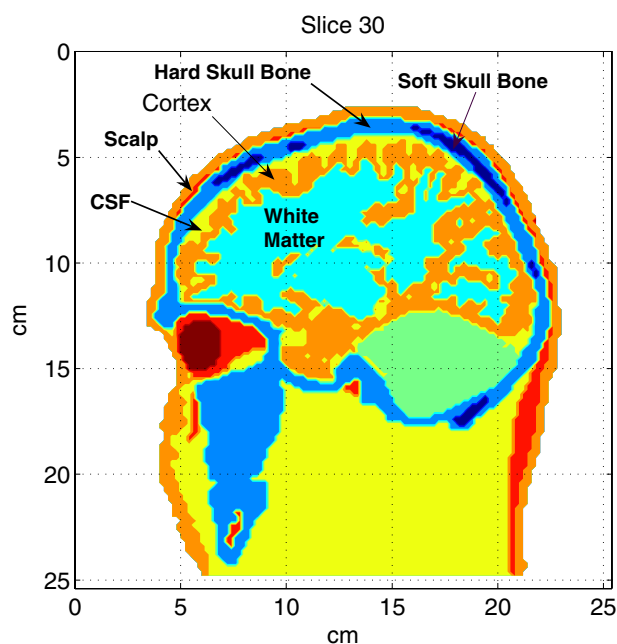 Slice 30
Hard Skull Bone
Soft Skull Bone
Cortex
Scalp
CSF
White
Matter
0
5
10
15
20
25
cm
0 5 10 15 20 25
cm